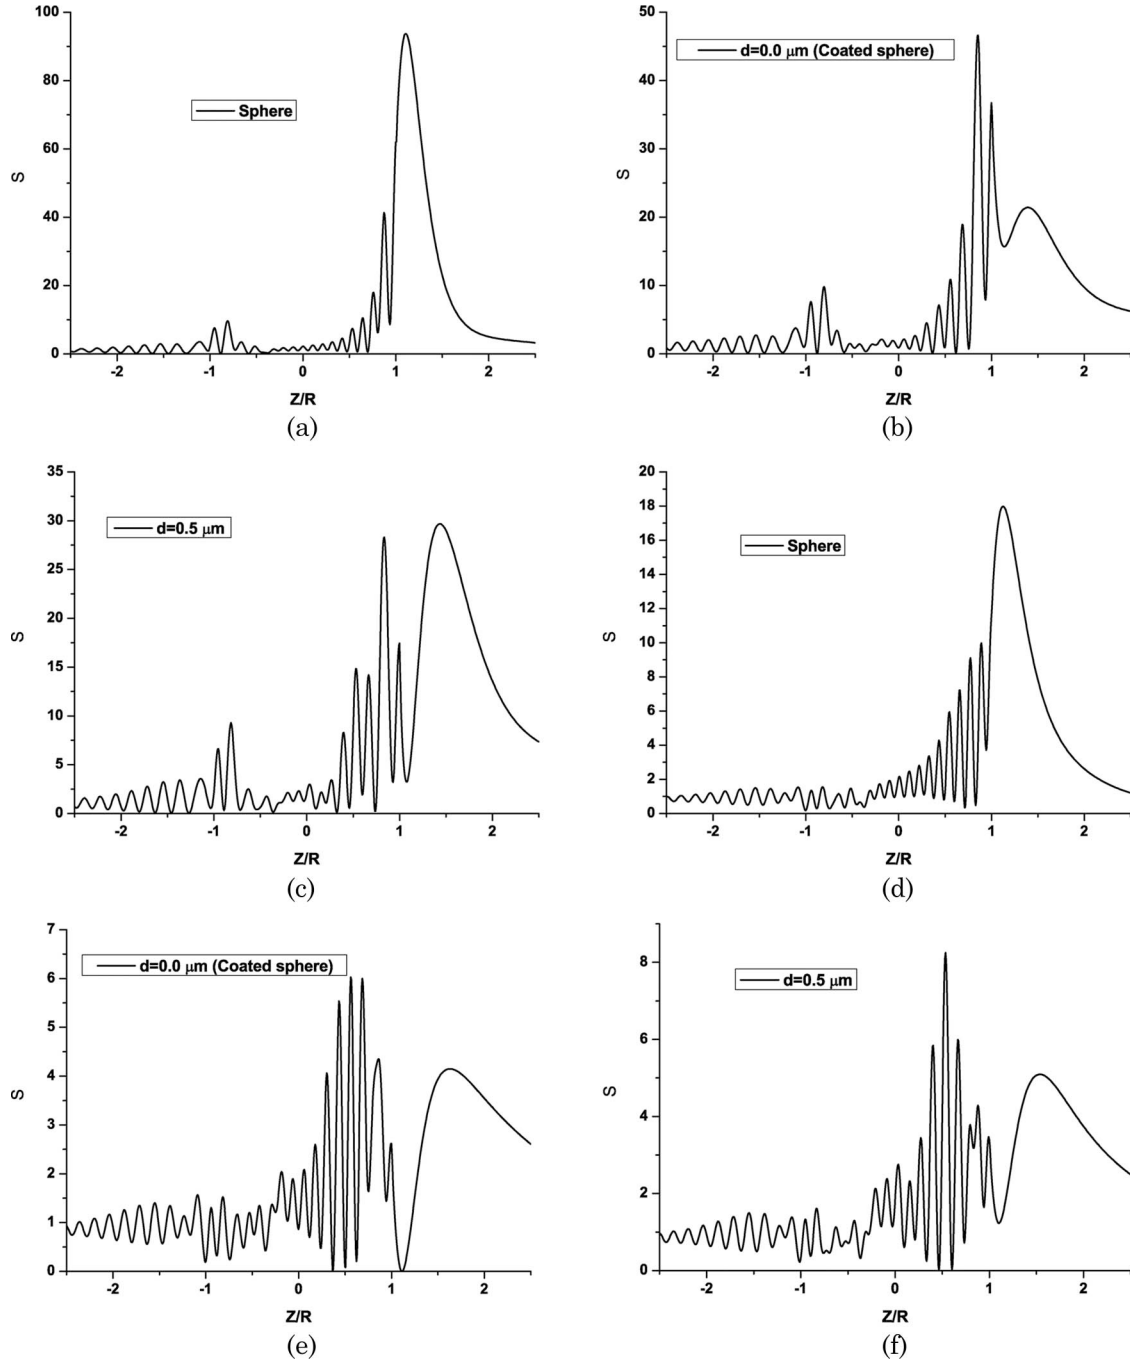 100
80
60
40
20
0
S
Sphere
-2 -1 0 1 2
Z/R
(a)
50
40
30
20
10
0
S
d=0.0 μm (Coated sphere)
-2 -1 0 1 2
Z/R
(b)
35
30
25
20
15
10
5
0
S
d=0.5 μm
-2 -1 0 1 2
Z/R
(c)
20
18
16
14
12
10
8
6
4
2
0
S
Sphere
-2 -1 0 1 2
Z/R
(d)
7
6
5
4
3
2
1
0
S
d=0.0 μm (Coated sphere)
-2 -1 0 1 2
Z/R
(e)
8
6
4
2
0
S
d=0.5 μm
-2 -1 0 1 2
Z/R
(f)